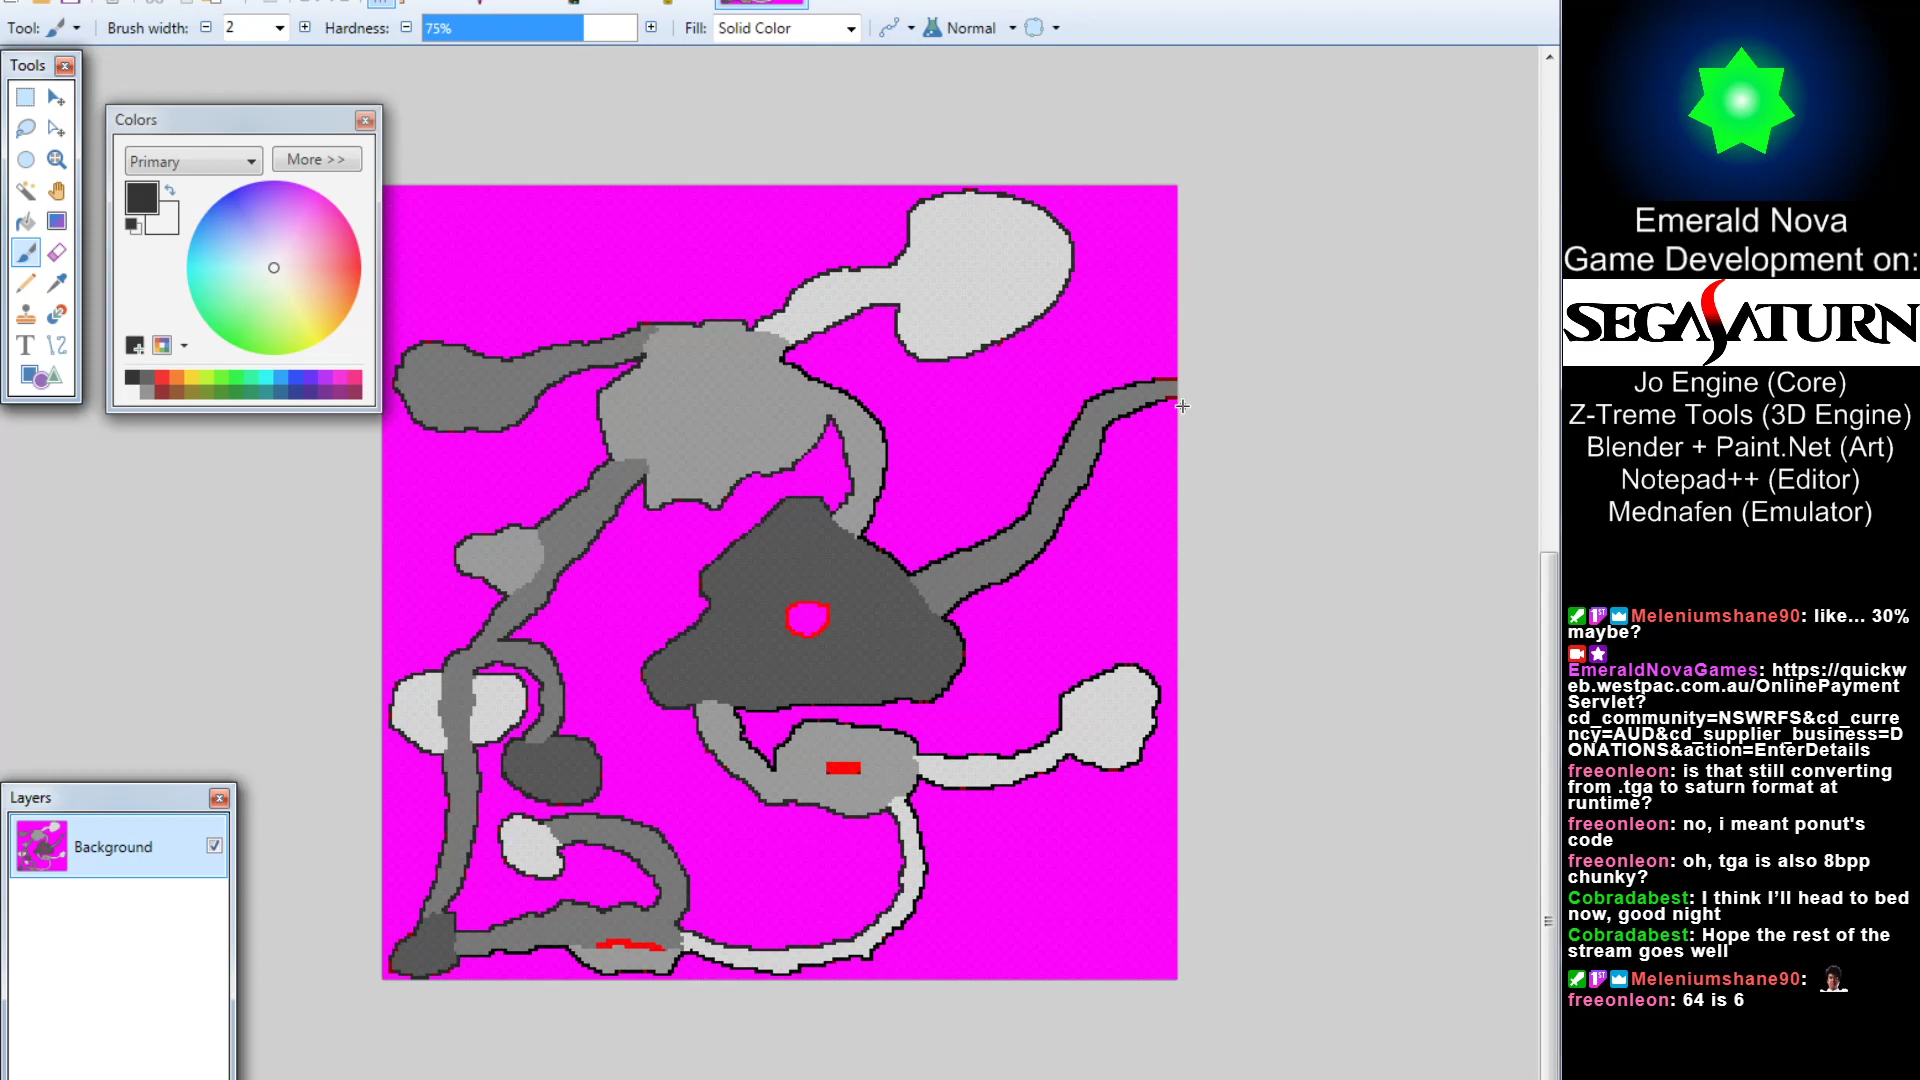 Tool:
Brush width:
2
Hardness:
75%
Fill:
Solid Color
Normal
Tools
Colors
Primary
More >>
Layers
Background
Emerald Nova
Game Development on:
SEGASATURN
Jo Engine (Core)
Z-Treme Tools (3D Engine)
Blender + Paint.Net (Art)
Notepad++ (Editor)
Mednafen (Emulator)
1ST Meleniumshane90: like... 30%
maybe?
EmeraldNovaGames: https://quickw
eb.westpac.com.au/OnlinePayment
Servlet?
cd_community=NSWRFS&cd_curre
ncy=AUD&cd_supplier_business=D
ONATIONS&action=EnterDetails
freeonleon: is that still converting
from .tga to saturn format at
runtime?
freeonleon: no, i meant ponut's
code
freeonleon: oh, tga is also 8bpp
chunky?
Cobradabest: I think I’ll head to bed
now, good night
Cobradabest: Hope the rest of the
stream goes well
1ST Meleniumshane90:
freeonleon: 64 is 6